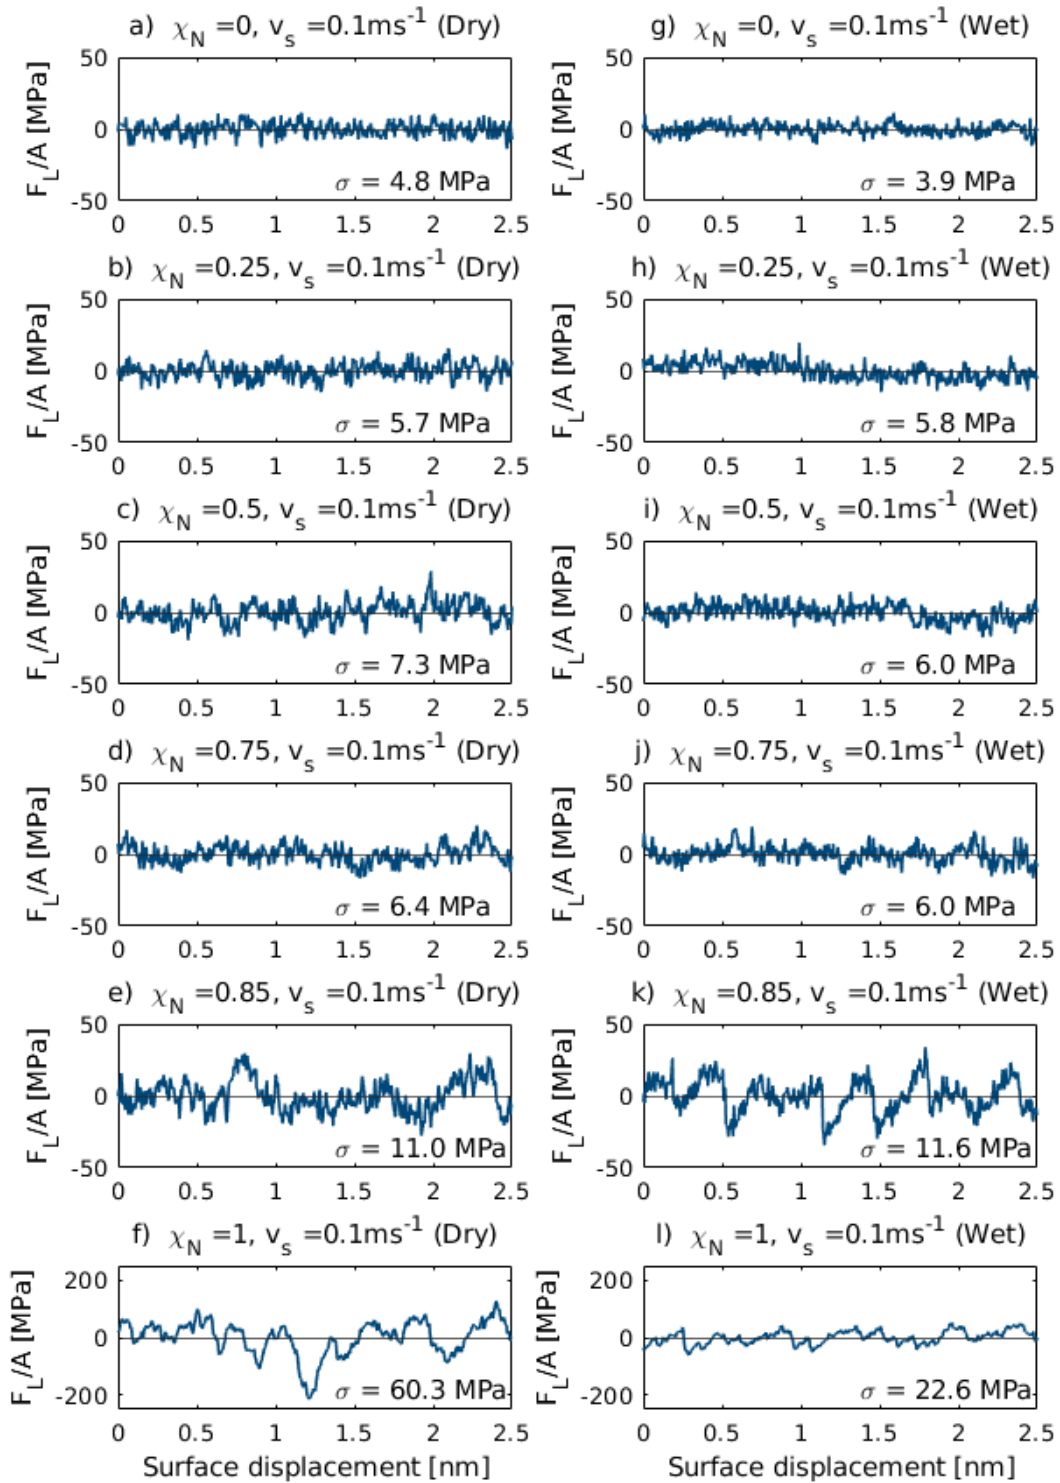 a) χN =0, vs =0.1ms-1 (Dry)
FL/A [MPa]
50
0
-50
σ = 4.8 MPa
0 0.5 1 1.5 2 2.5
g) χN =0, vs =0.1ms-1 (Wet)
FL/A [MPa]
50
0
-50
σ = 3.9 MPa
0 0.5 1 1.5 2 2.5
b) χN =0.25, vs =0.1ms-1 (Dry)
FL/A [MPa]
50
0
-50
σ = 5.7 MPa
0 0.5 1 1.5 2 2.5
h) χN =0.25, vs =0.1ms-1 (Wet)
FL/A [MPa]
50
0
-50
σ = 5.8 MPa
0 0.5 1 1.5 2 2.5
c) χN =0.5, vs =0.1ms-1 (Dry)
FL/A [MPa]
50
0
-50
σ = 7.3 MPa
0 0.5 1 1.5 2 2.5
i) χN =0.5, vs =0.1ms-1 (Wet)
FL/A [MPa]
50
0
-50
σ = 6.0 MPa
0 0.5 1 1.5 2 2.5
d) χN =0.75, vs =0.1ms-1 (Dry)
FL/A [MPa]
50
0
-50
σ = 6.4 MPa
0 0.5 1 1.5 2 2.5
j) χN =0.75, vs =0.1ms-1 (Wet)
FL/A [MPa]
50
0
-50
σ = 6.0 MPa
0 0.5 1 1.5 2 2.5
e) χN =0.85, vs =0.1ms-1 (Dry)
FL/A [MPa]
50
0
-50
σ = 11.0 MPa
0 0.5 1 1.5 2 2.5
k) χN =0.85, vs =0.1ms-1 (Wet)
FL/A [MPa]
50
0
-50
σ = 11.6 MPa
0 0.5 1 1.5 2 2.5
f) χN =1, vs =0.1ms-1 (Dry)
FL/A [MPa]
200
0
-200
σ = 60.3 MPa
0 0.5 1 1.5 2 2.5
Surface displacement [nm]
l) χN =1, vs =0.1ms-1 (Wet)
FL/A [MPa]
200
0
-200
σ = 22.6 MPa
0 0.5 1 1.5 2 2.5
Surface displacement [nm]